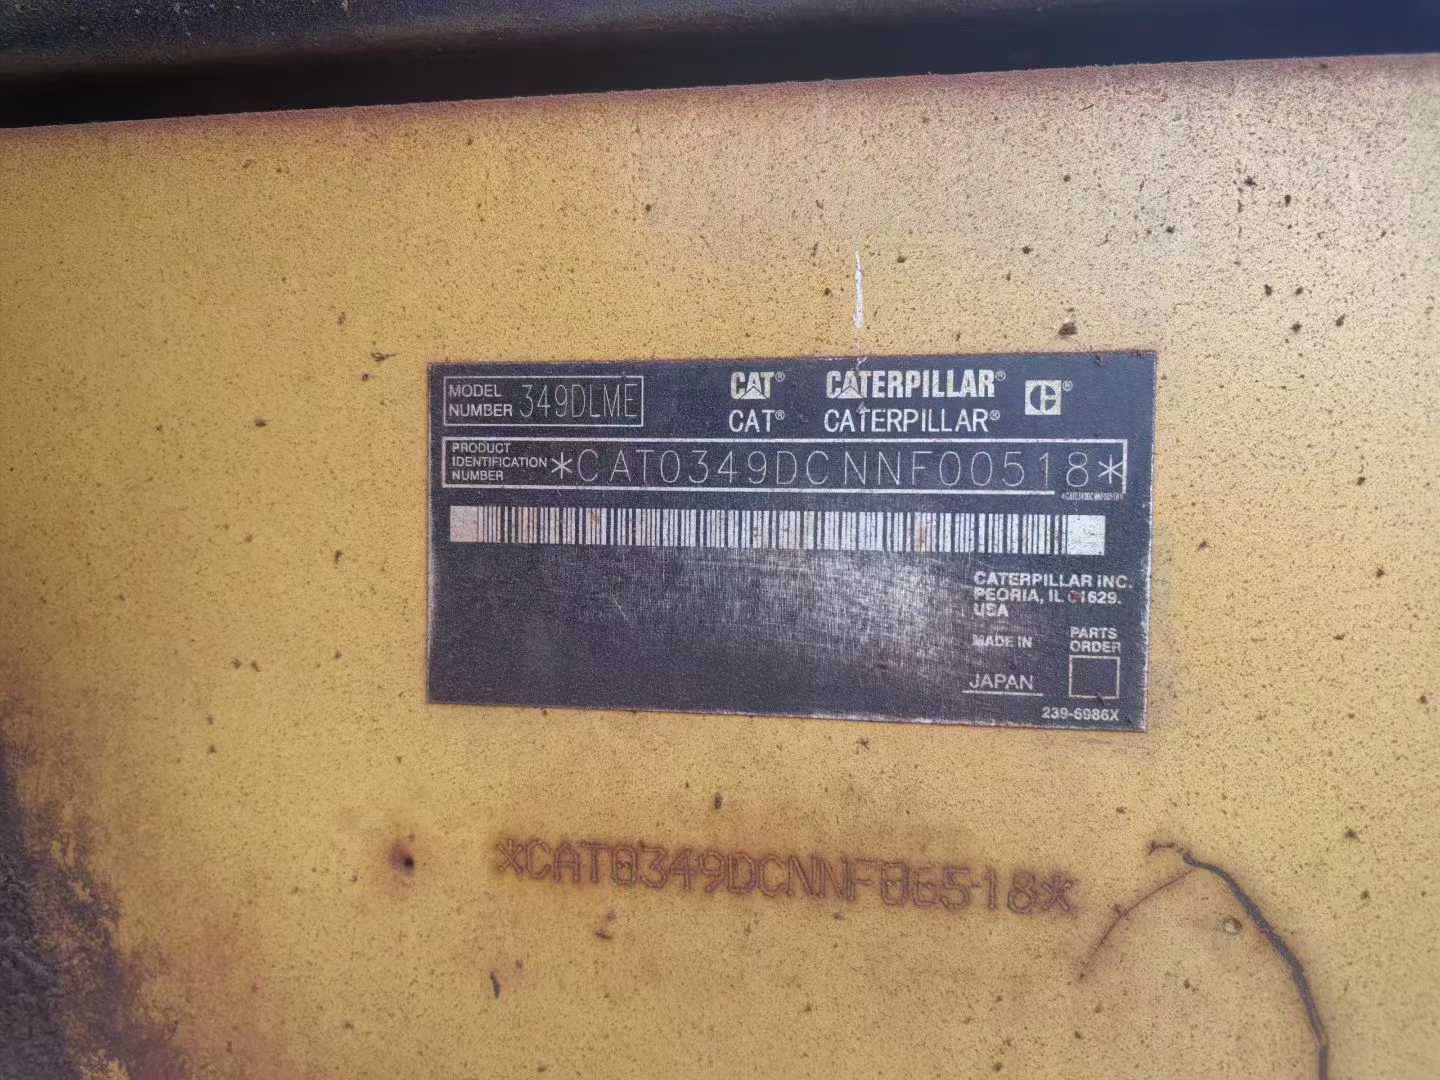 MODEL NUMBER 349DLME
CAT® CATERPILLAR® ®
CAT® CATERPILLAR®
PRODUCT
IDENTIFICATION
NUMBER
*CAT0349DCNNF00518*
*CAT0349DCNNF00518*
CATERPILLAR INC.
PEORIA, IL 61629.
USA
MADE IN
JAPAN
PARTS
ORDER
239-6986X
*CAT0349DCNNF00518*